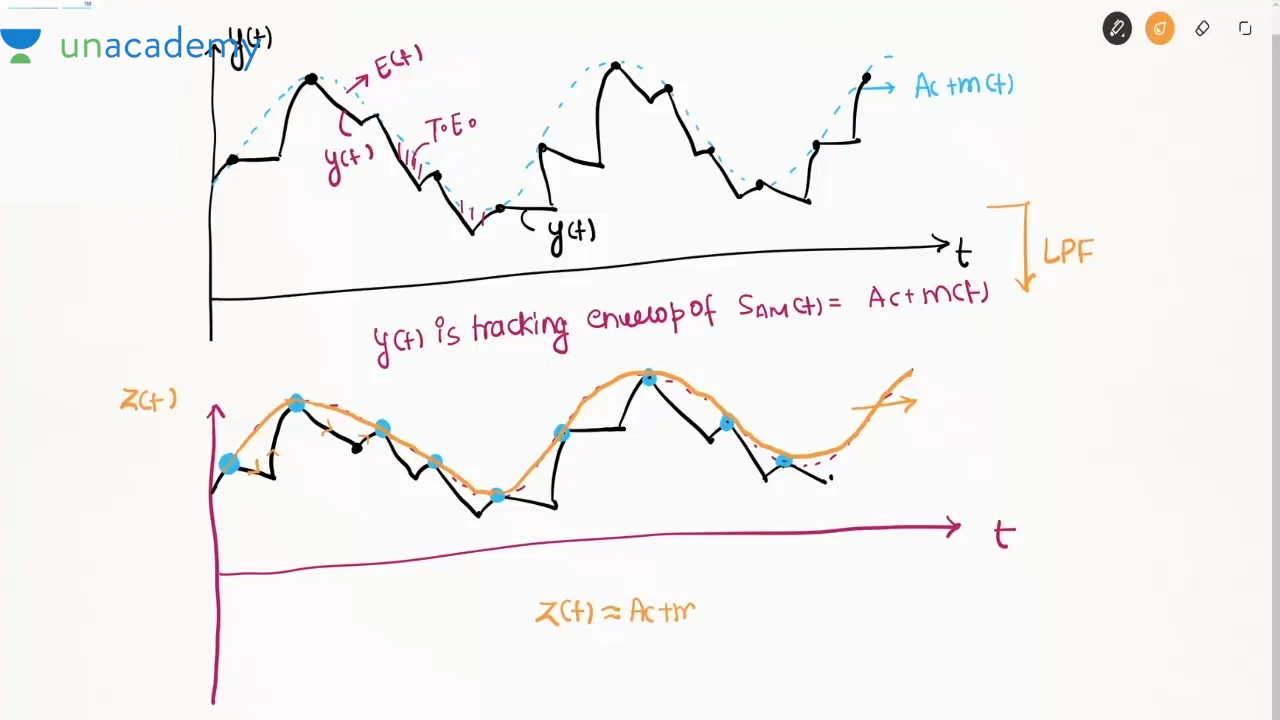 unacademy
y(t)
E(t)
Ac+m(t)
T.E.
y(t)
y(t)
t
LPF
y(t) is tracking envelop of SAM(t) = Ac+m(t)
z(t)
t
z(t) ≈ Ac+m